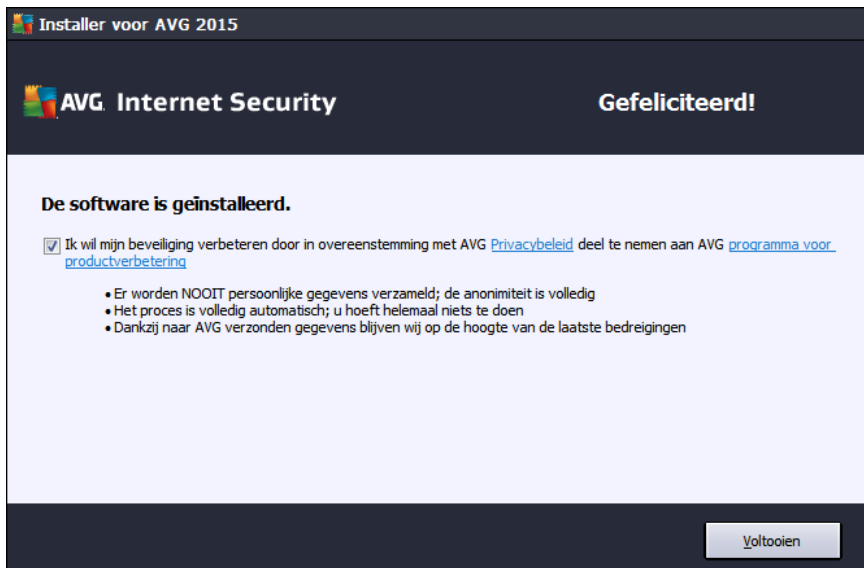 Installer voor AVG 2015
AVG. Internet Security
Gefeliciteerd!
De software is geïnstalleerd.
Ik wil mijn beveiliging verbeteren door in overeenstemming met AVG Privacybeleid deel te nemen aan AVG programma voor
productverbetering
• Er worden NOOIT persoonlijke gegevens verzameld; de anonimiteit is volledig
• Het proces is volledig automatisch; u hoeft helemaal niets te doen
• Dankzij naar AVG verzonden gegevens blijven wij op de hoogte van de laatste bedreigingen
Voltooien